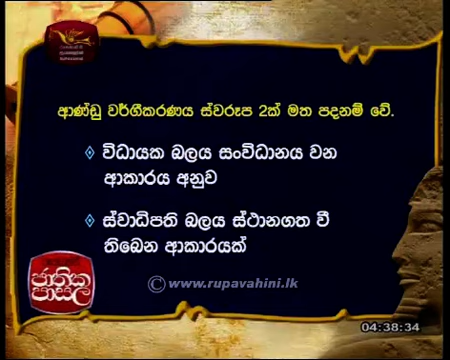 ආණ්ඩු වර්ගීකරණය ස්වරූප 2ක් මත පදනම් වේ.
විධායක බලය සංවිධානය වන
ආකාරය අනුව
ස්වාධිපති බලය ස්ථානගත වී
තිබෙන ආකාරයක්
ජාතික
පාසල
© www.rupavahini.lk
04:38:34